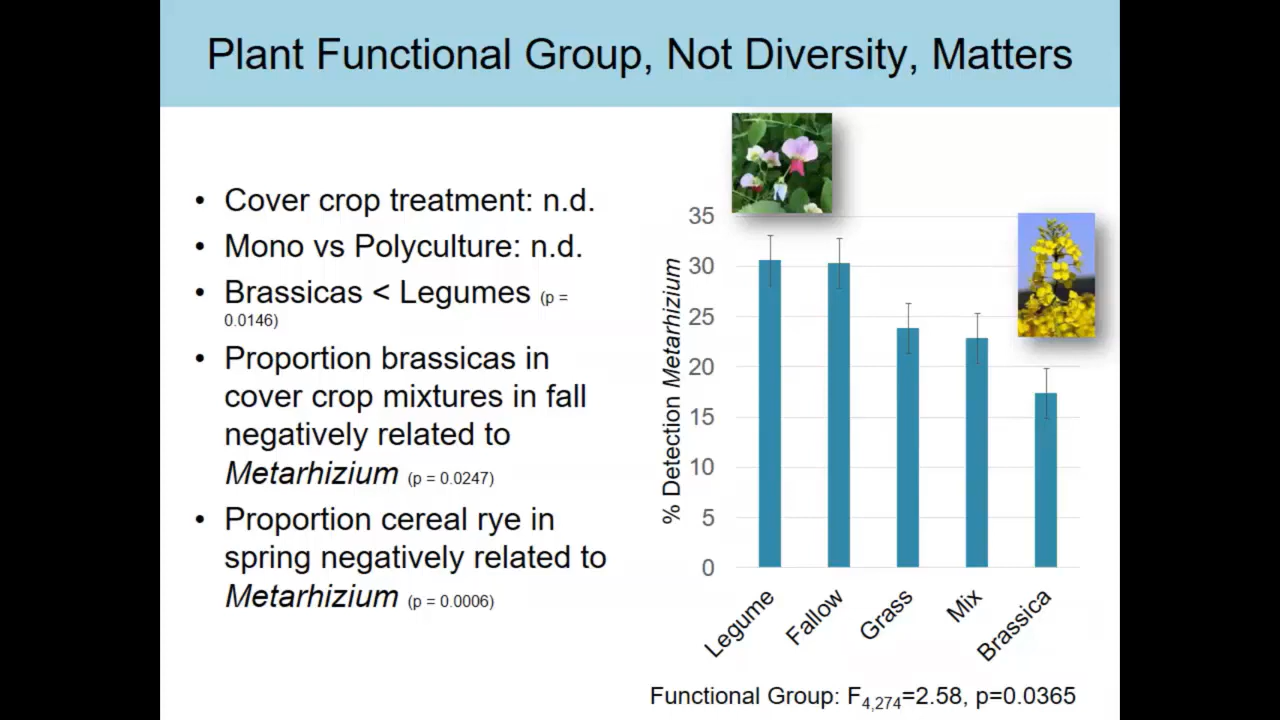 Plant Functional Group, Not Diversity, Matters
• Cover crop treatment: n.d.
• Mono vs Polyculture: n.d.
• Brassicas < Legumes (p =
0.0146)
• Proportion brassicas in
cover crop mixtures in fall
negatively related to
Metarhizium (p = 0.0247)
• Proportion cereal rye in
spring negatively related to
Metarhizium (p = 0.0006)
% Detection Metarhizium
35
30
25
20
15
10
5
0
Legume
Fallow
Grass
Mix
Brassica
Functional Group: F4,274=2.58, p=0.0365